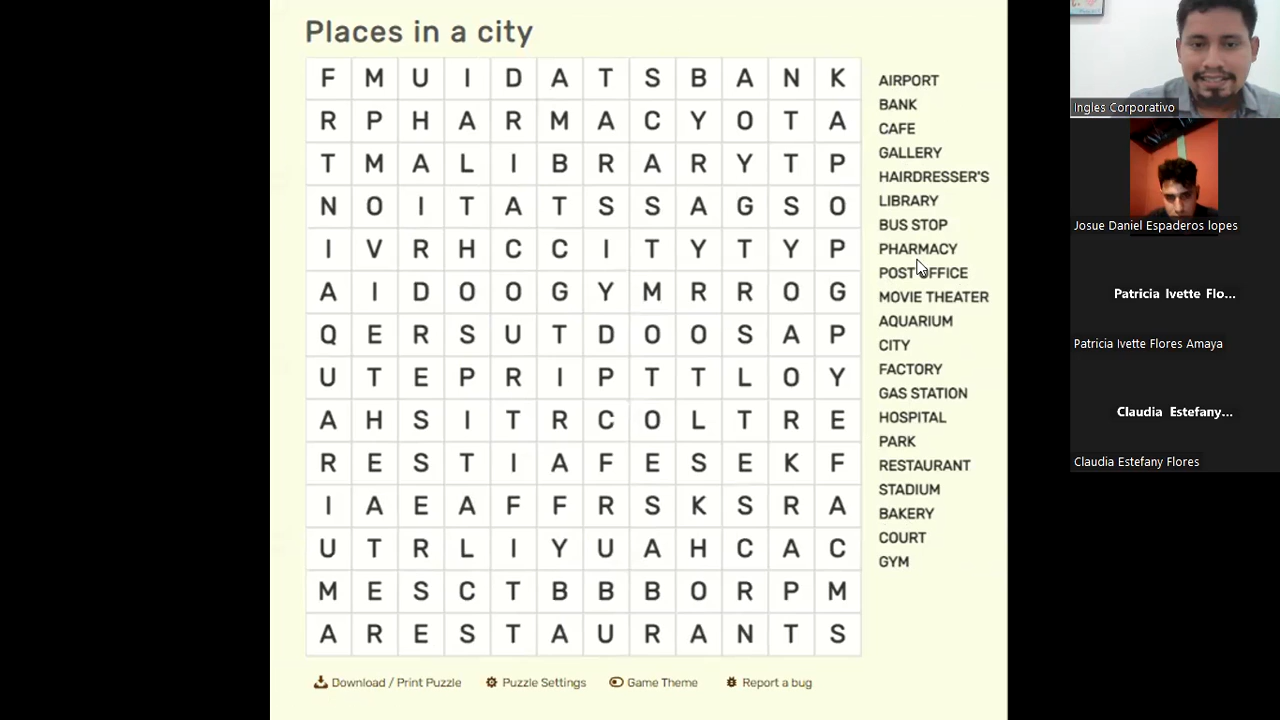 Places in a city
F M U I D A T S B A N K
R P H A R M A C Y O T A
T M A L I B R A R Y T P
N O I T A T S S A G S O
I V R H C C I T Y T Y P
A I D O O G Y M R R O G
Q E R S U T D O O S A P
U T E P R I P T T L O Y
A H S I T R C O L T R E
R E S T I A F E S E K F
I A E A F F R S K S R A
U T R L I Y U A H C A C
M E S C T B B B O R P M
A R E S T A U R A N T S
AIRPORT
BANK
CAFE
GALLERY
HAIRDRESSER'S
LIBRARY
BUS STOP
PHARMACY
POST OFFICE
MOVIE THEATER
AQUARIUM
CITY
FACTORY
GAS STATION
HOSPITAL
PARK
RESTAURANT
STADIUM
BAKERY
COURT
GYM
Download / Print Puzzle
Puzzle Settings
Game Theme
Report a bug
Ingles Corporativo
Josue Daniel Espaderos lopes
Patricia Ivette Flo...
Patricia Ivette Flores Amaya
Claudia Estefany...
Claudia Estefany Flores